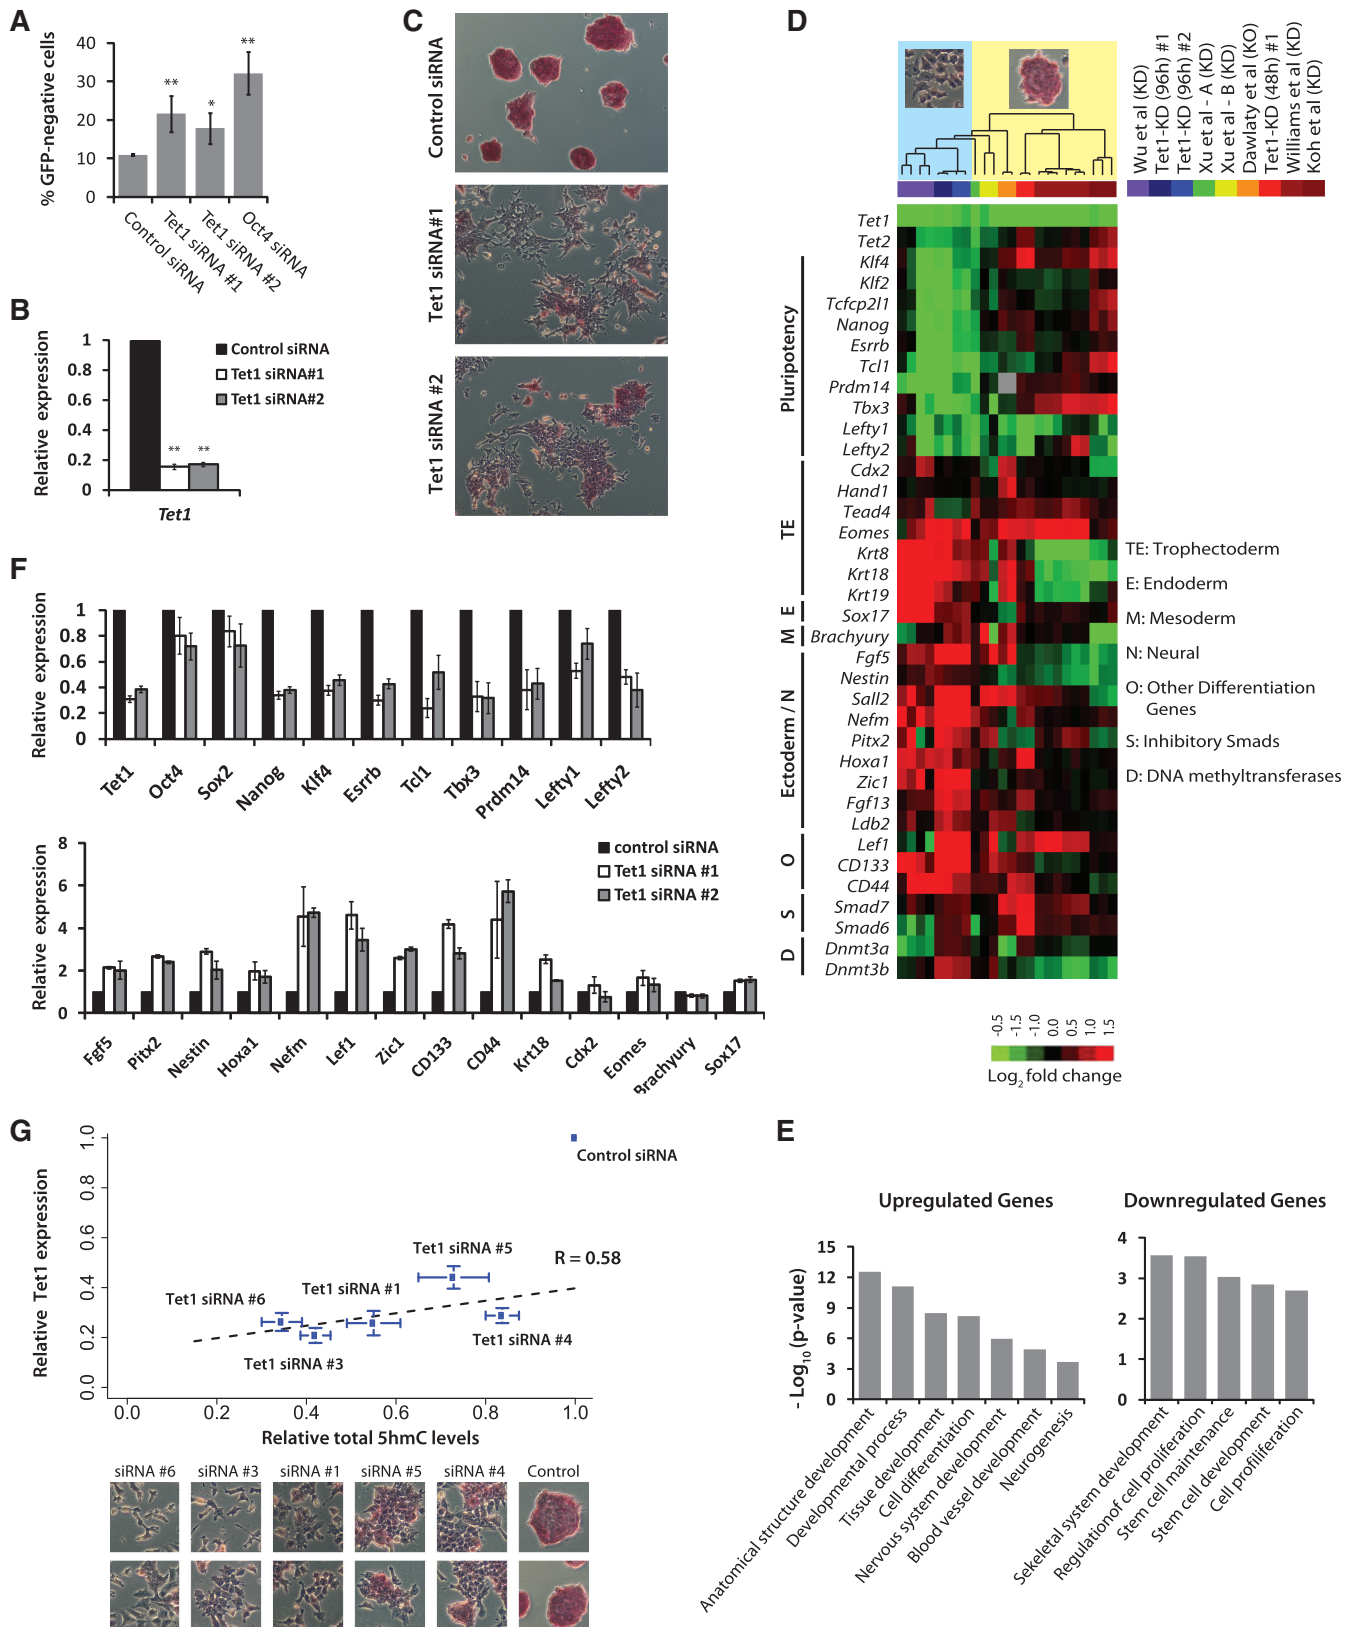 A
% GFP-negative cells
40
30
20
10
0
**
*
**
Control siRNA
Tet1 siRNA #1
Tet1 siRNA #2
Oct4 siRNA
B
Relative expression
1
0.8
0.6
0.4
0.2
0
** **
Tet1
Control siRNA
Tet1 siRNA#1
Tet1 siRNA#2
C
Control siRNA
Tet1 siRNA#1
Tet1 siRNA #2
D
Wu et al (KD)
Tet1-KD (96h) #1
Tet1-KD (96h) #2
Xu et al - A (KD)
Xu et al - B (KD)
Dawlaty et al (KO)
Tet1-KD (48h) #1
Williams et al (KD)
Koh et al (KD)
Tet1
Tet2
Klf4
Klf2
Tcfcp2l1
Nanog
Esrrb
Tcl1
Prdm14
Tbx3
Lefty1
Lefty2
Cdx2
Hand1
Tead4
Eomes
Krt8
Krt18
Krt19
Sox17
Brachyury
Fgf5
Nestin
Sall2
Nefm
Pitx2
Hoxa1
Zic1
Fgf13
Ldb2
Lef1
CD133
CD44
Smad7
Smad6
Dnmt3a
Dnmt3b
Pluripotency
TE
E
M
Ectoderm / N
O
S
D
TE: Trophectoderm
E: Endoderm
M: Mesoderm
N: Neural
O: Other Differentiation
Genes
S: Inhibitory Smads
D: DNA methyltransferases
-0.5
-1.5
-1.0
0.0
0.5
1.0
1.5
Log2 fold change
F
Relative expression
1
0.8
0.6
0.4
0.2
0
Tet1
Oct4
Sox2
Nanog
Klf4
Esrrb
Tcl1
Tbx3
Prdm14
Lefty1
Lefty2
Relative expression
8
6
4
2
0
control siRNA
Tet1 siRNA #1
Tet1 siRNA #2
Fgf5
Pitx2
Nestin
Hoxa1
Nefm
Lef1
Zic1
CD133
CD44
Krt18
Cdx2
Eomes
Brachyury
Sox17
G
Relative Tet1 expression
1.0
0.8
0.6
0.4
0.2
0.0
Control siRNA
Tet1 siRNA #5
R = 0.58
Tet1 siRNA #1
Tet1 siRNA #6
Tet1 siRNA #4
Tet1 siRNA #3
0.0 0.2 0.4 0.6 0.8 1.0
Relative total 5hmC levels
siRNA #6 siRNA #3 siRNA #1 siRNA #5 siRNA #4 Control
E
Upregulated Genes
- Log10 (p-value)
15
12
9
6
3
0
Anatomical structure development
Developmental process
Tissue development
Cell differentiation
Nervous system development
Blood vessel development
Neurogenesis
Downregulated Genes
4
3
2
1
0
Sekeletal system development
Regulation of cell proliferation
Stem cell maintenance
Stem cell development
Cell profiliferation